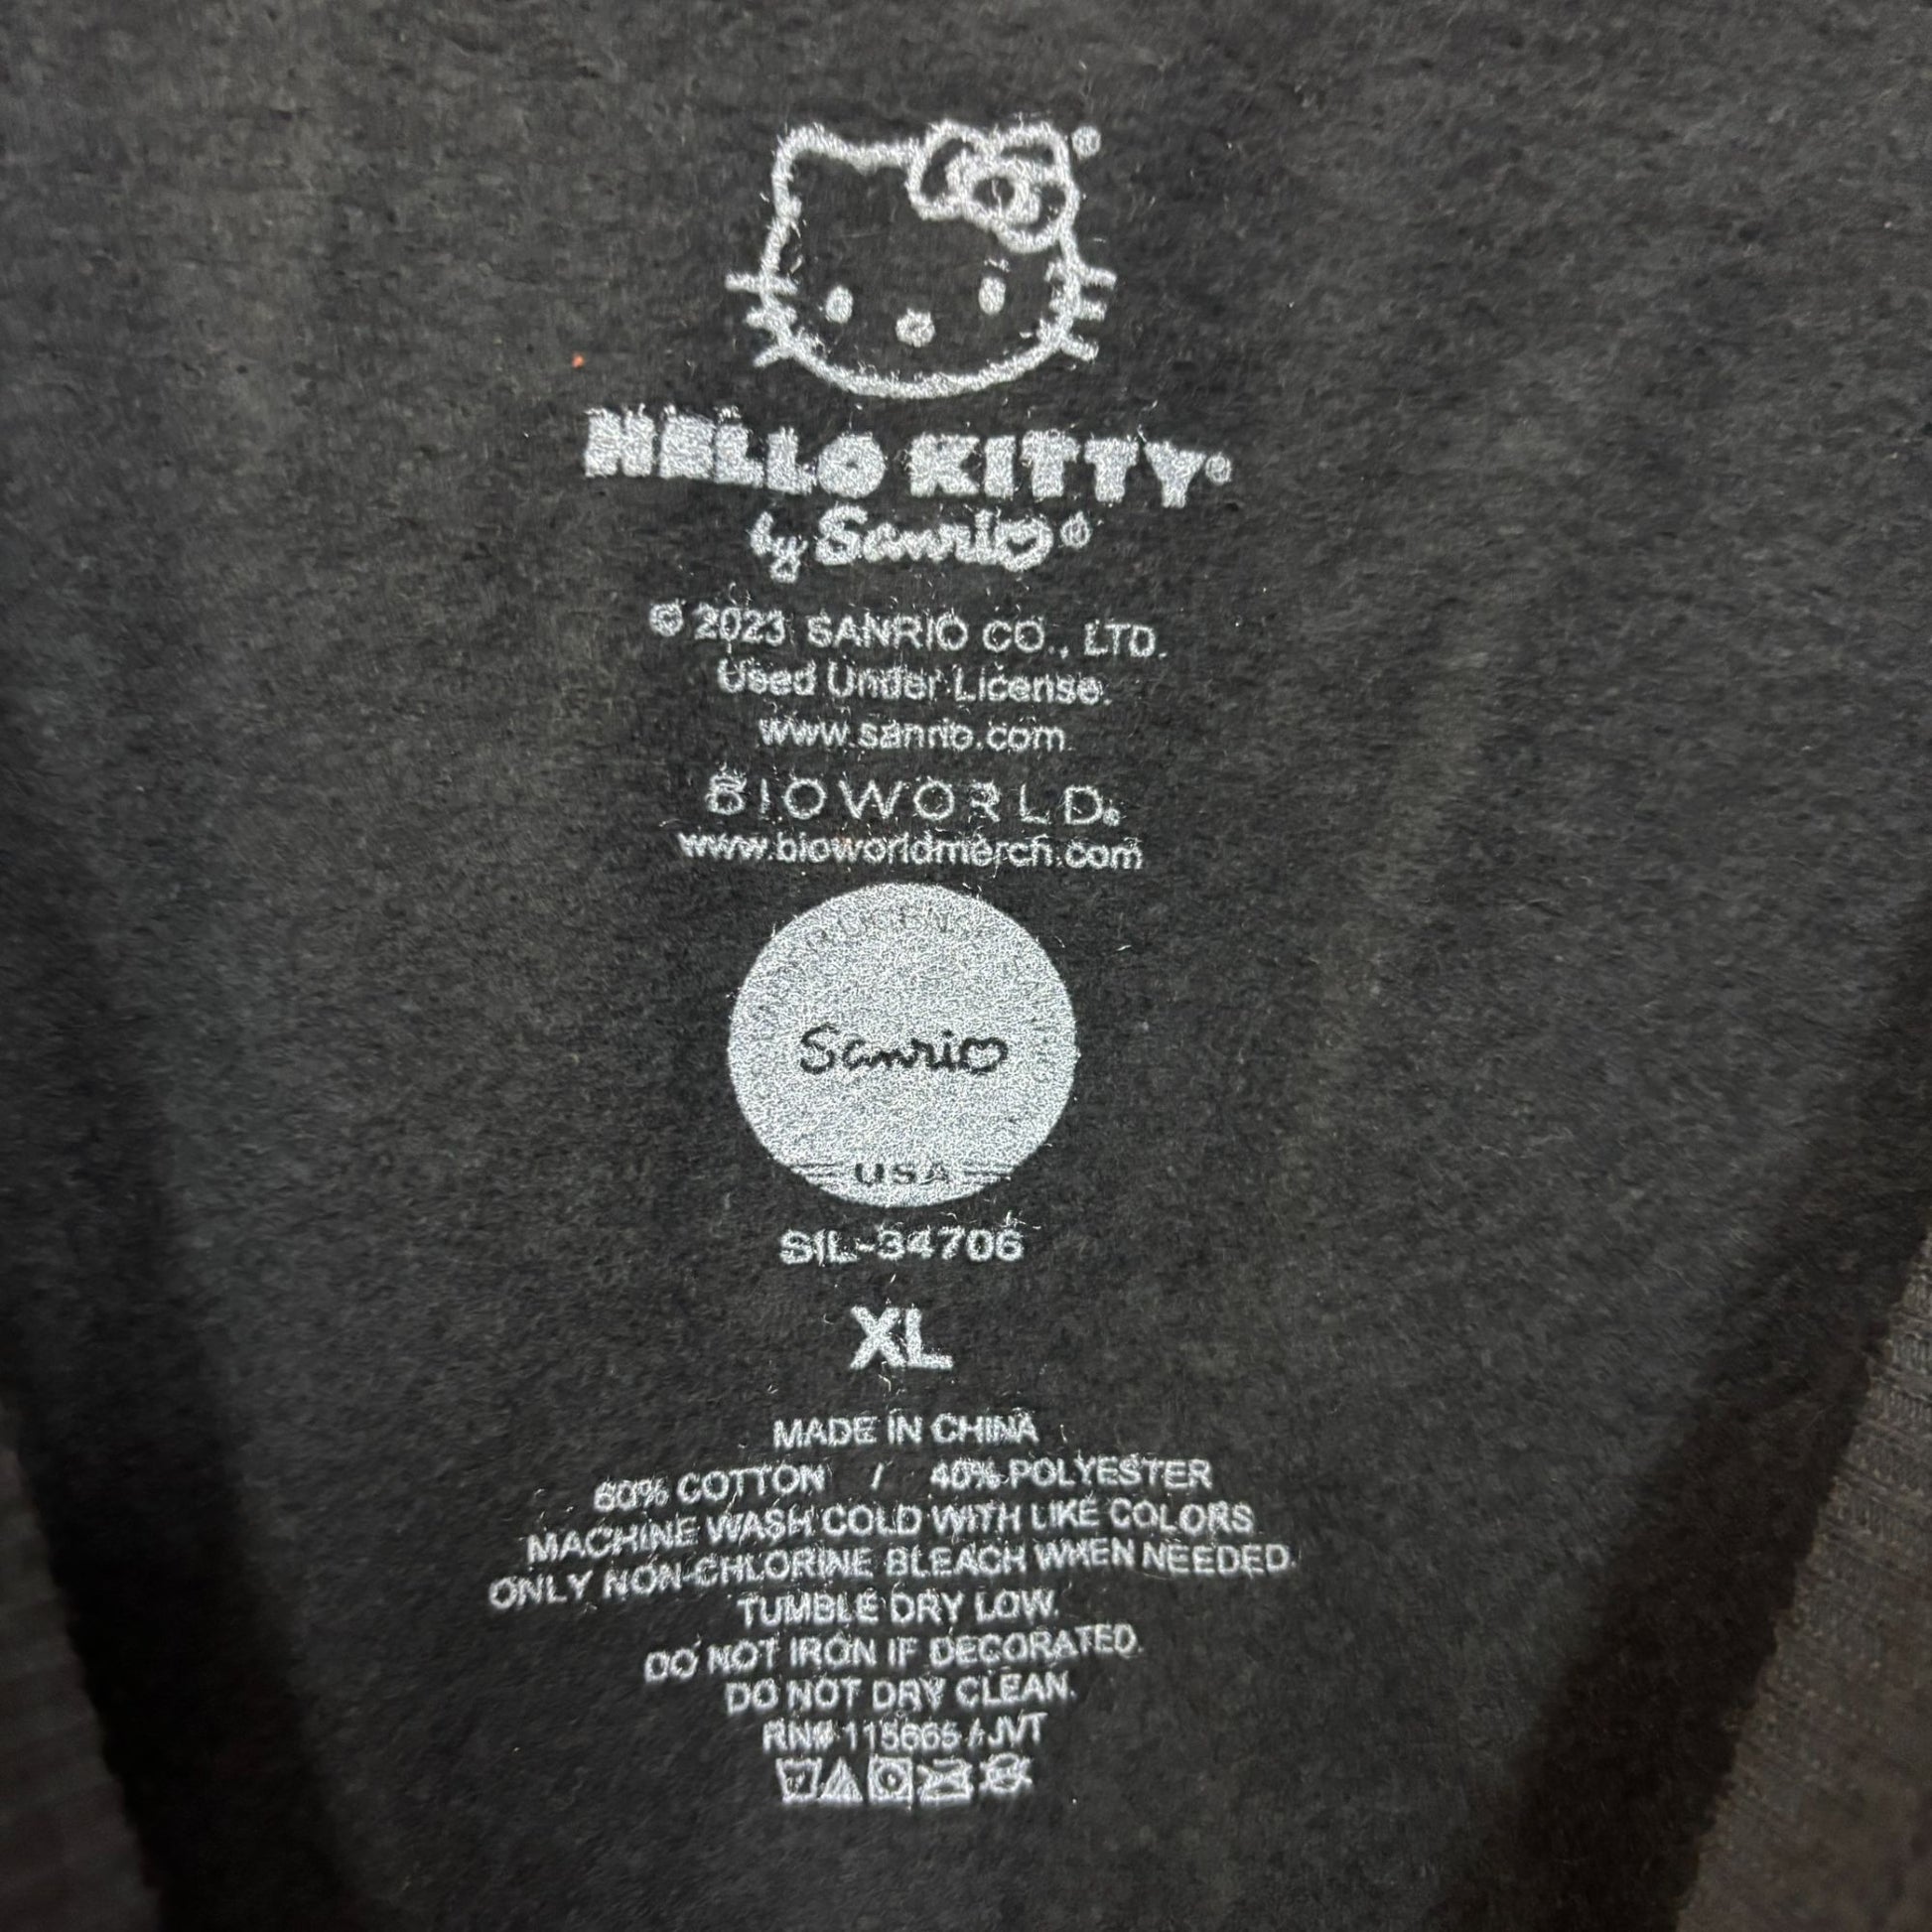 HELLO KITTY®
by Sanrio®
© 2023 SANRIO CO., LTD.
Used Under License.
www.sanrio.com
BIOWORLD®
www.bioworldmerch.com
Sanrio
USA
SIL-34706
XL
MADE IN CHINA
60% COTTON / 40% POLYESTER
MACHINE WASH COLD WITH LIKE COLORS
ONLY NON-CHLORINE BLEACH WHEN NEEDED.
TUMBLE DRY LOW.
DO NOT IRON IF DECORATED.
DO NOT DRY CLEAN.
RN# 115665 / JVT